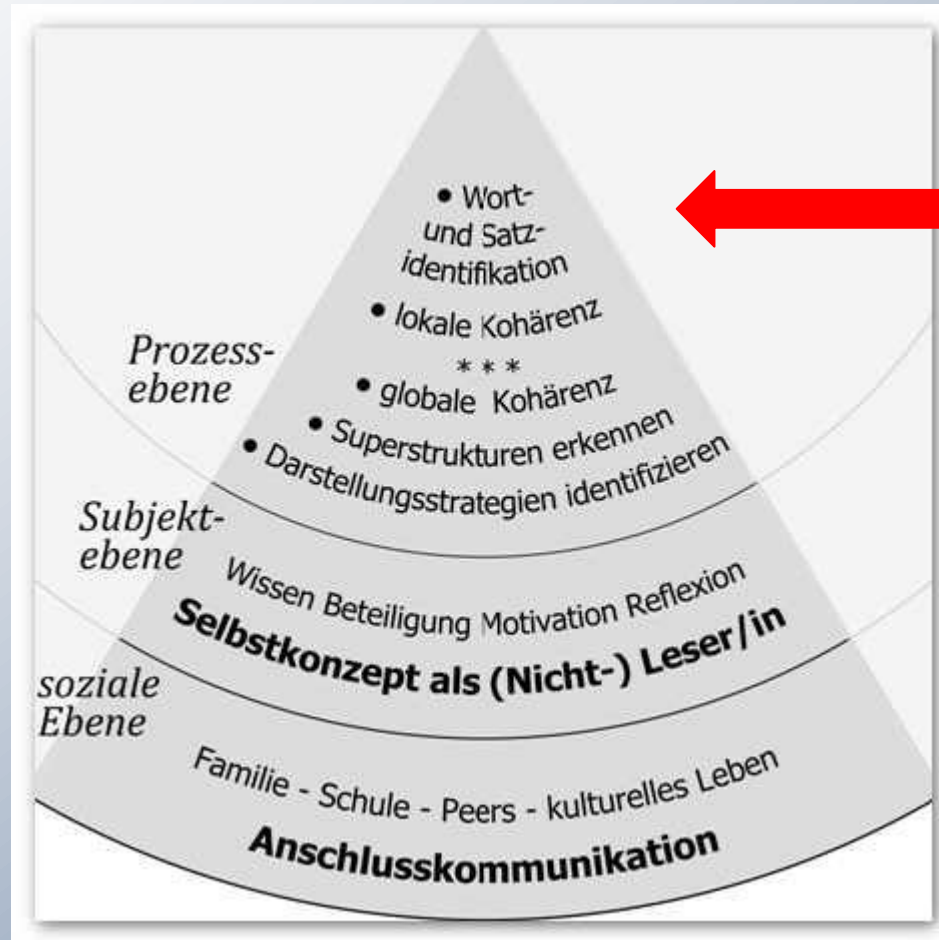 • Wort-
und Satz-
identifikation
• lokale Kohärenz
* * *
• globale Kohärenz
• Superstrukturen erkennen
• Darstellungsstrategien identifizieren
Prozess-
ebene
Wissen Beteiligung Motivation Reflexion
Selbstkonzept als (Nicht-) Leser/in
Subjekt-
ebene
Familie - Schule - Peers - kulturelles Leben
Anschlusskommunikation
soziale
Ebene